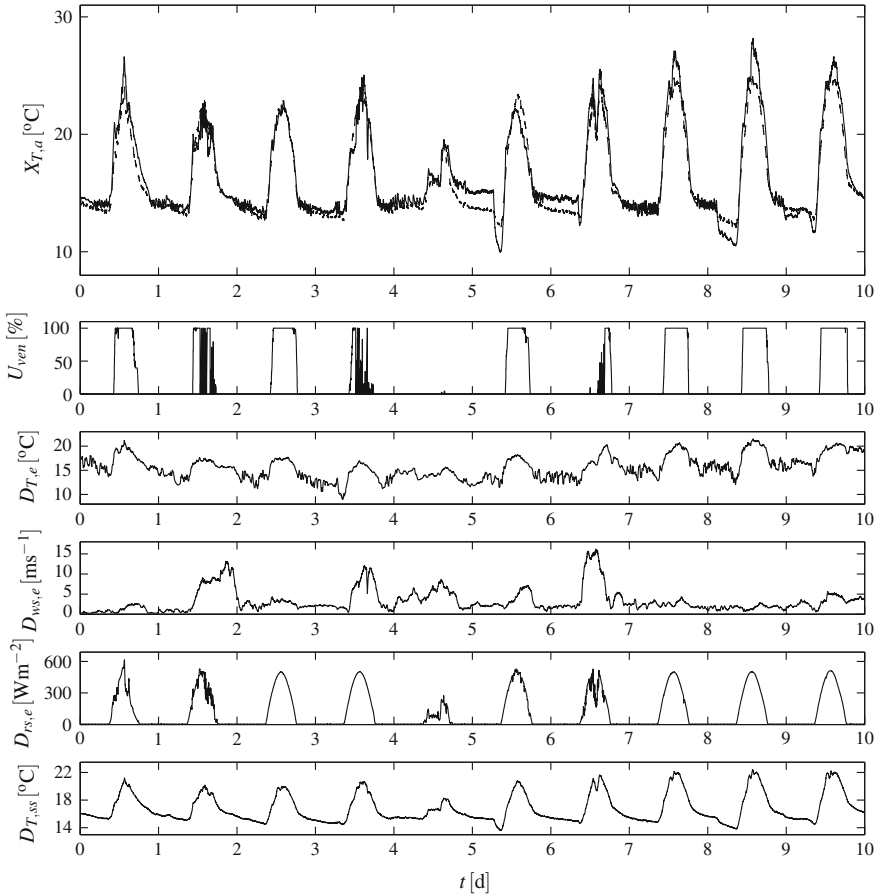 30
20
10
X_{T,a} [°C]
0 1 2 3 4 5 6 7 8 9 10
100
50
0
U_{ven} [%]
0 1 2 3 4 5 6 7 8 9 10
20
15
10
D_{T,e} [°C]
0 1 2 3 4 5 6 7 8 9 10
15
10
5
0
D_{ws,e} [ms⁻¹]
0 1 2 3 4 5 6 7 8 9 10
600
300
0
D_{rs,e} [Wm⁻²]
0 1 2 3 4 5 6 7 8 9 10
22
18
14
D_{T,ss} [°C]
0 1 2 3 4 5 6 7 8 9 10
t [d]